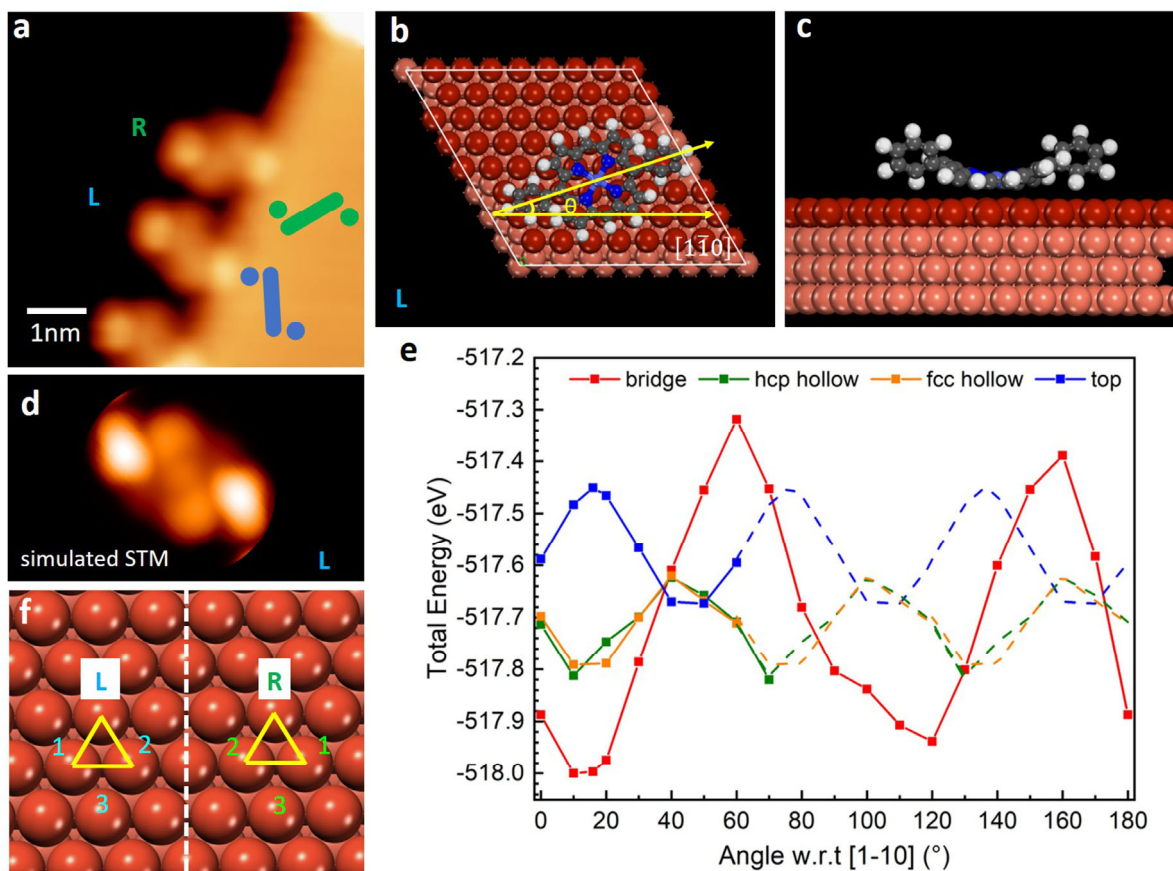 a
R
L
1nm
b
θ
[11̄0]
L
c
d
simulated STM
L
e
bridge
hcp hollow
fcc hollow
top
Total Energy (eV)
-517.2
-517.3
-517.4
-517.5
-517.6
-517.7
-517.8
-517.9
-518.0
0
20
40
60
80
100
120
140
160
180
Angle w.r.t [1-10] (°)
f
L
R
1
2
2
1
3
3